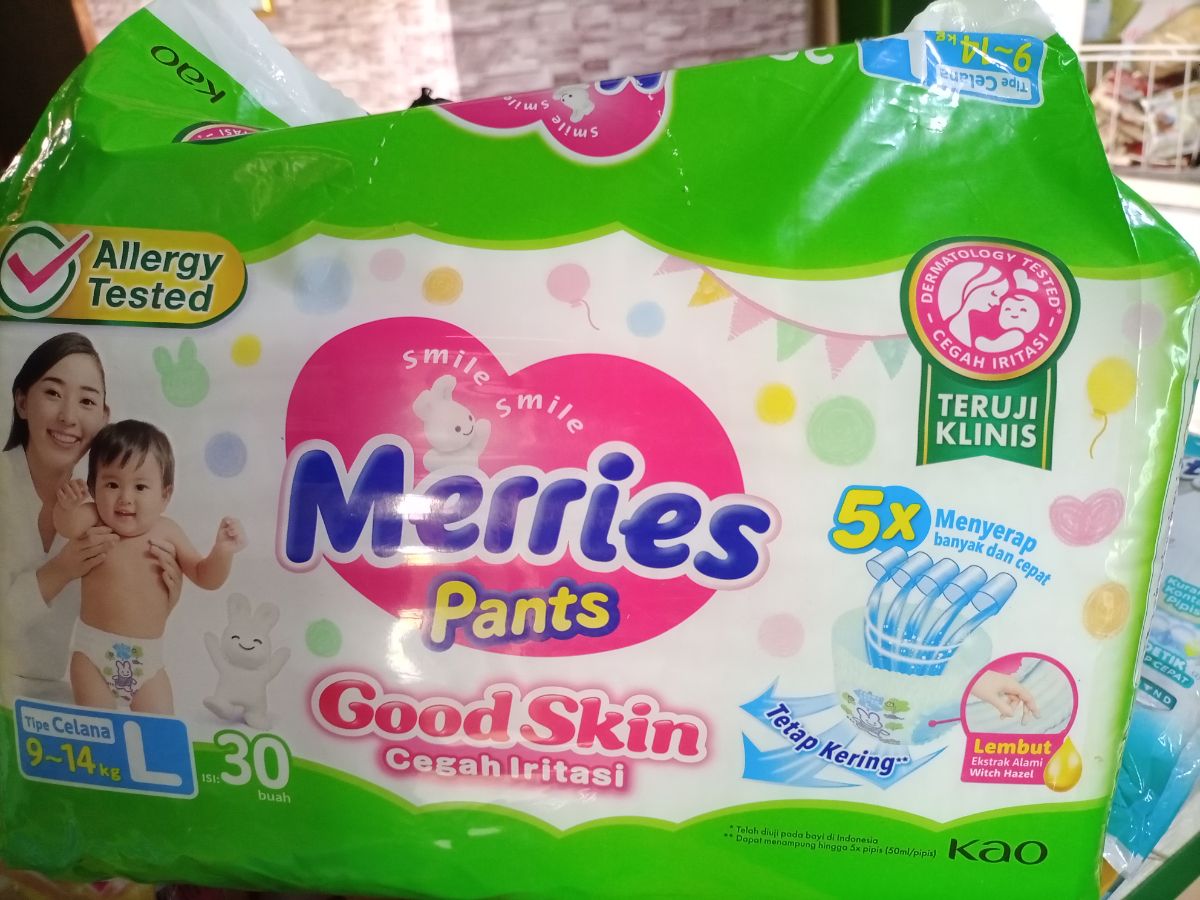 Kao
L
9~14 kg
Tipe Celana
smile
smile
Allergy
Tested
DERMATOLOGY TESTED*
CEGAH IRITASI
TERUJI
KLINIS
smile
smile
Merries
Pants
Good Skin
Cegah Iritasi
5x Menyerap
banyak dan cepat
Tetap Kering**
Lembut
Ekstrak Alami
Witch Hazel
Tipe Celana
9~14 kg
L
ISI: 30
buah
* Telah diuji pada bayi di Indonesia
** Dapat menampung hingga 5x pipis (50ml/pipis)
Kao